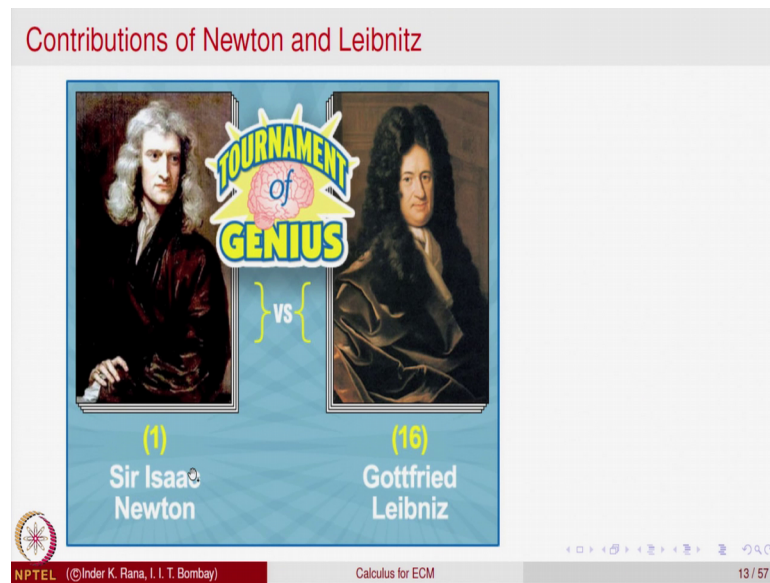 Contributions of Newton and Leibnitz
TOURNAMENT
of
GENIUS
vs
(1)
Sir Isaac
Newton
(16)
Gottfried
Leibniz
NPTEL (©Inder K. Rana, I. I. T. Bombay) Calculus for ECM 13 / 57